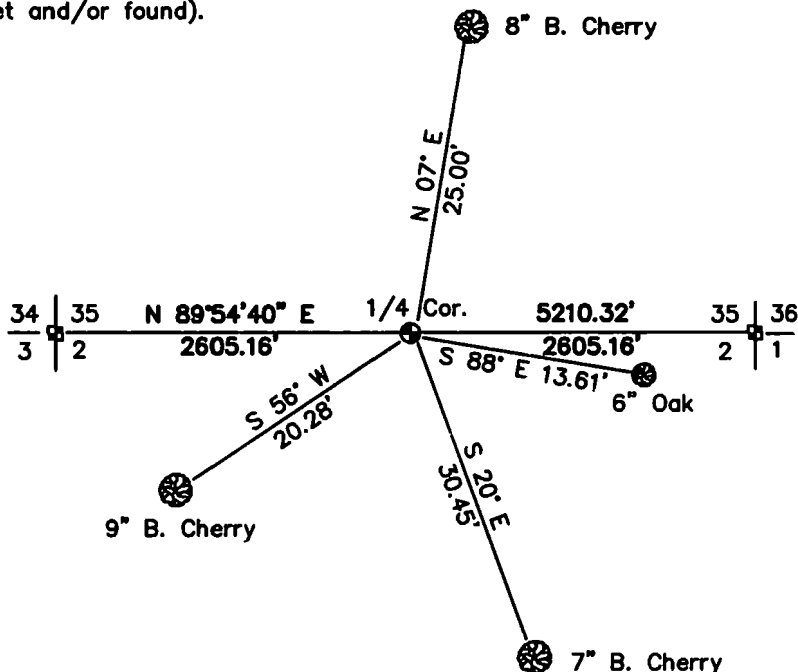 et and/or found).
8" B. Cherry
N 07° E
25.00'
1/4 Cor.
34 35 N 89°54'40" E 5210.32' 35 36
3 2 2605.16' 2605.16' 2 1
S 88° E 13.61'
6" Oak
S 56° W
20.28'
9" B. Cherry
S 20° E
30.45'
7" B. Cherry